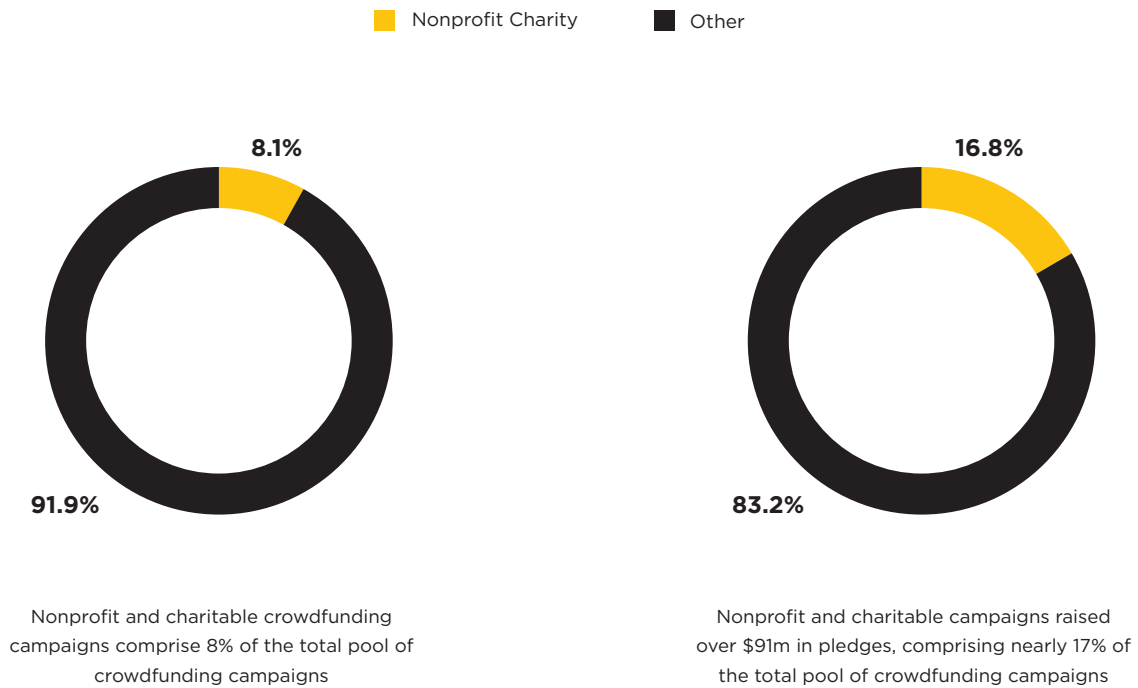 Nonprofit Charity
Other
8.1%
91.9%
Nonprofit and charitable crowdfunding
campaigns comprise 8% of the total pool of
crowdfunding campaigns
16.8%
83.2%
Nonprofit and charitable campaigns raised
over $91m in pledges, comprising nearly 17% of
the total pool of crowdfunding campaigns